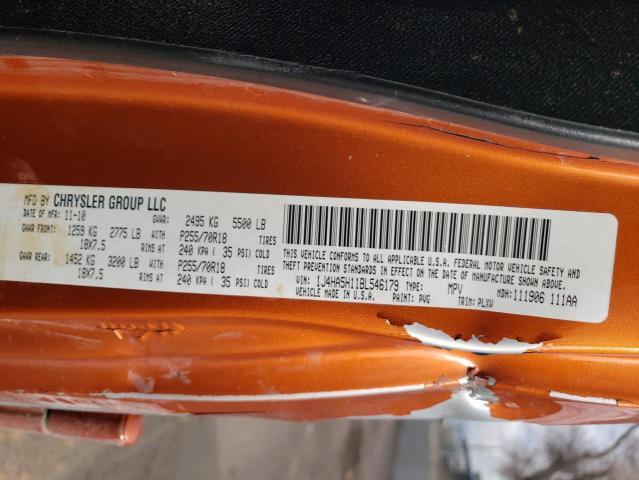 MFD BY CHRYSLER GROUP LLC
DATE OF MFR 11-10 GVWR: 2495 KG 5500 LB
GAWR FRONT: 1259 KG 2775 LB WITH P255/70R18 TIRES
18X7.5 RIMS AT 240 KPA ( 35 PSI) COLD
GAWR REAR: 1452 KG 3200 LB WITH P255/70R18 TIRES
18X7.5 RIMS AT 240 KPA ( 35 PSI) COLD
THIS VEHICLE CONFORMS TO ALL APPLICABLE U.S.A. FEDERAL MOTOR VEHICLE SAFETY AND
THEFT PREVENTION STANDARDS IN EFFECT ON THE DATE OF MANUFACTURE SHOWN ABOVE.
VIN: 1J4HA5H11BL546179 TYPE: MPV MDH: 111906 111AA
VEHICLE MADE IN U.S.A. PAINT: PVG TRIM: PLXV